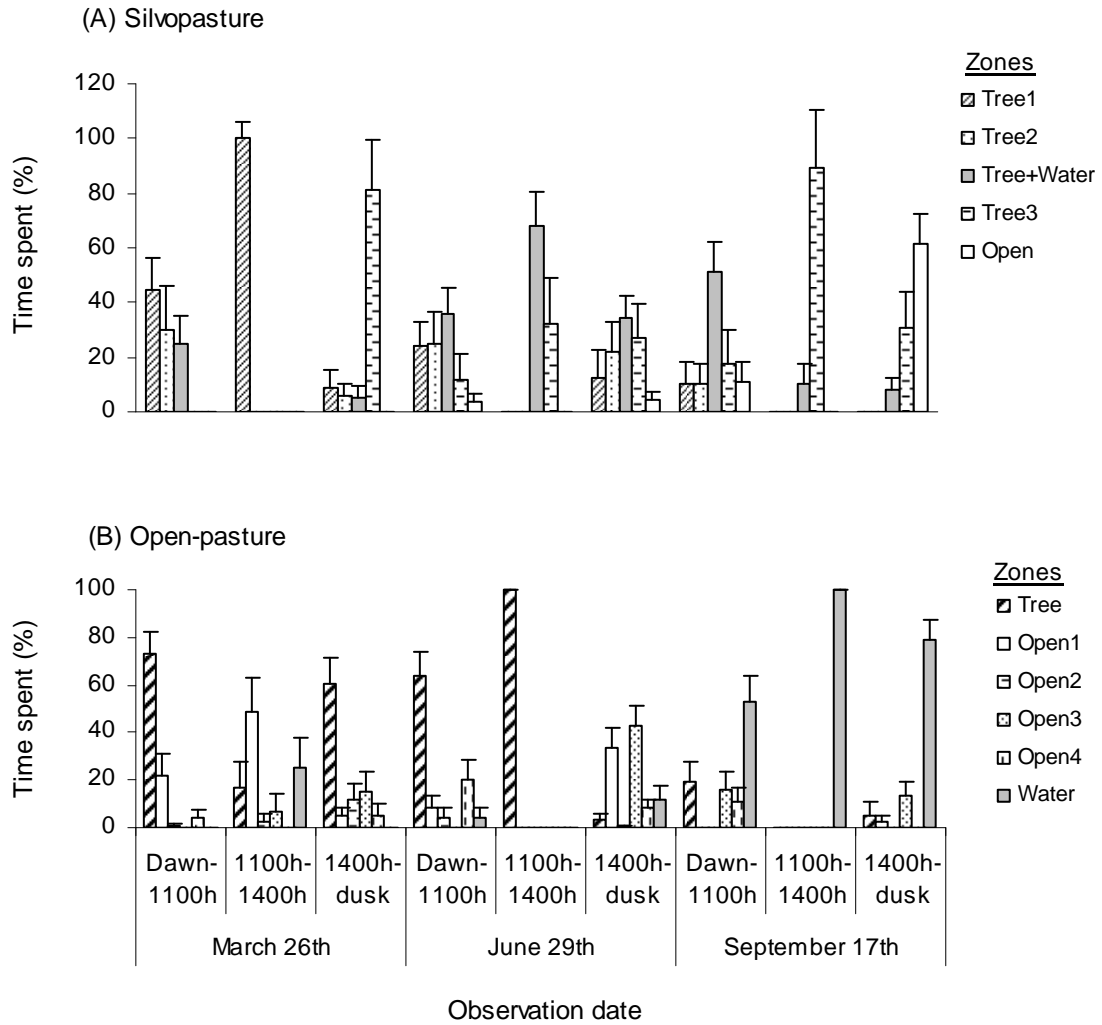 (A) Silvopasture
Time spent (%)
120
100
80
60
40
20
0
Zones
Tree1
Tree2
Tree+Water
Tree3
Open
(B) Open-pasture
Time spent (%)
100
80
60
40
20
0
Zones
Tree
Open1
Open2
Open3
Open4
Water
Dawn-
1100h
1100h-
1400h
1400h-
dusk
Dawn-
1100h
1100h-
1400h
1400h-
dusk
Dawn-
1100h
1100h-
1400h
1400h-
dusk
March 26th
June 29th
September 17th
Observation date